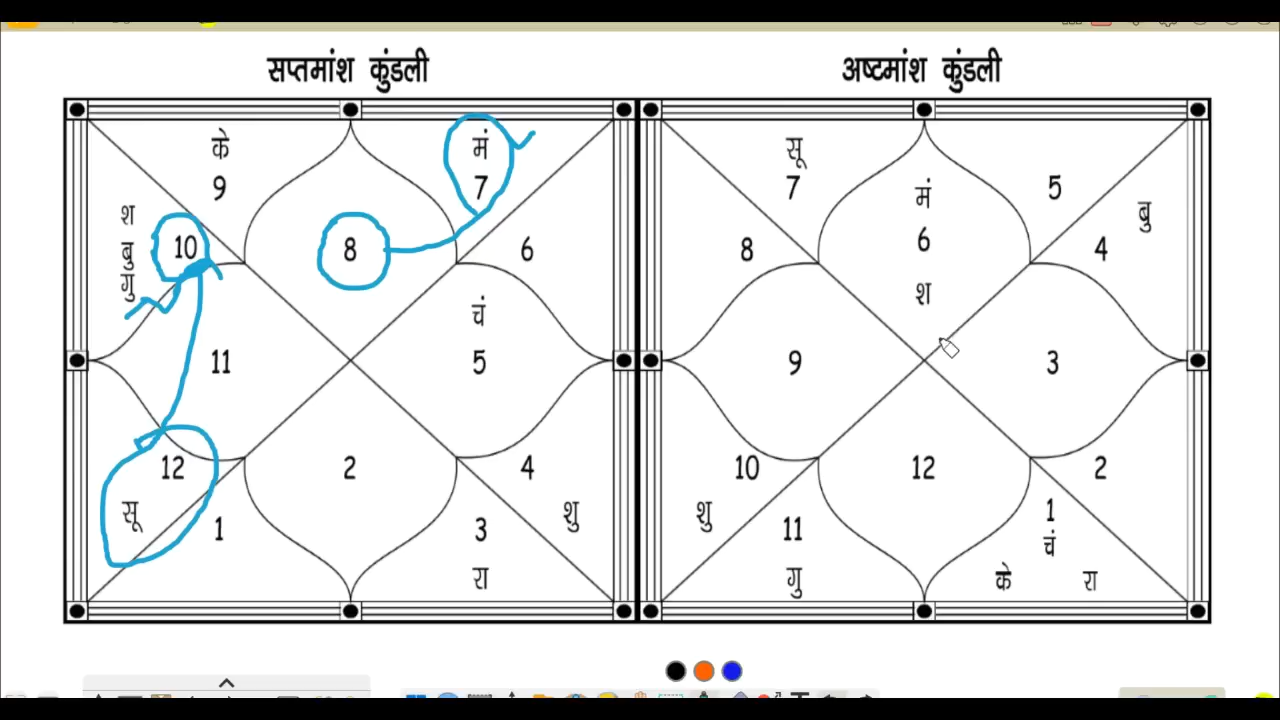 सप्तमांश कुंडली
के
9
मं
7
श
बु
गु
10
8
6
चं
11
5
12
सू
1
2
4
शु
3
रा
अष्टमांश कुंडली
सू
7
मं
6
श
5
बु
8
4
9
3
10
12
2
शु
11
गु
1
चं
के
रा